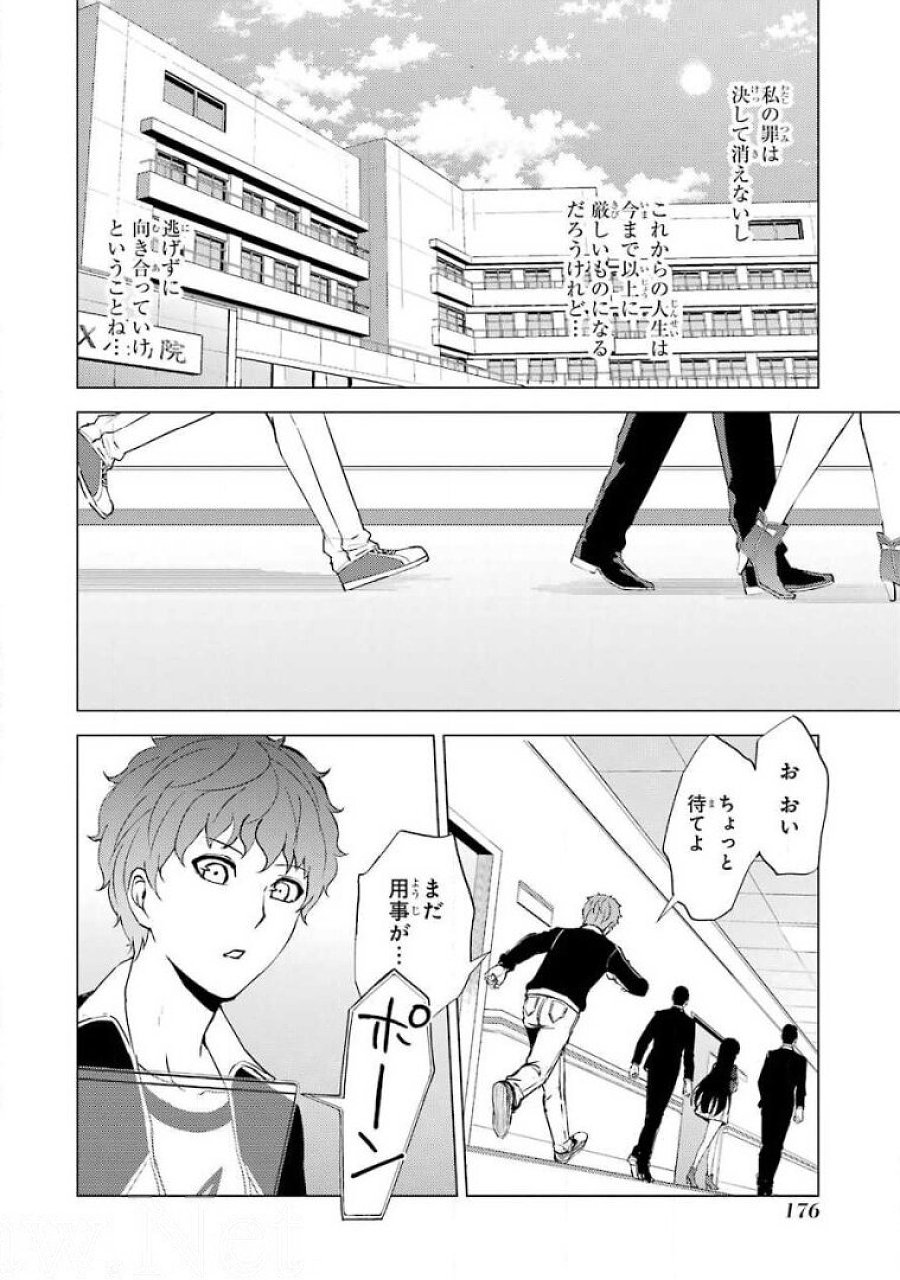 私の罪は
決して消えないし
これからの人生は
今まで以上に
厳しいものになる
だろうけれど…
逃げずに
向き合っていけ
ということね…
院
お おい
ちょっと
待てよ
まだ
用事が…
ポーン
176
tw.Net